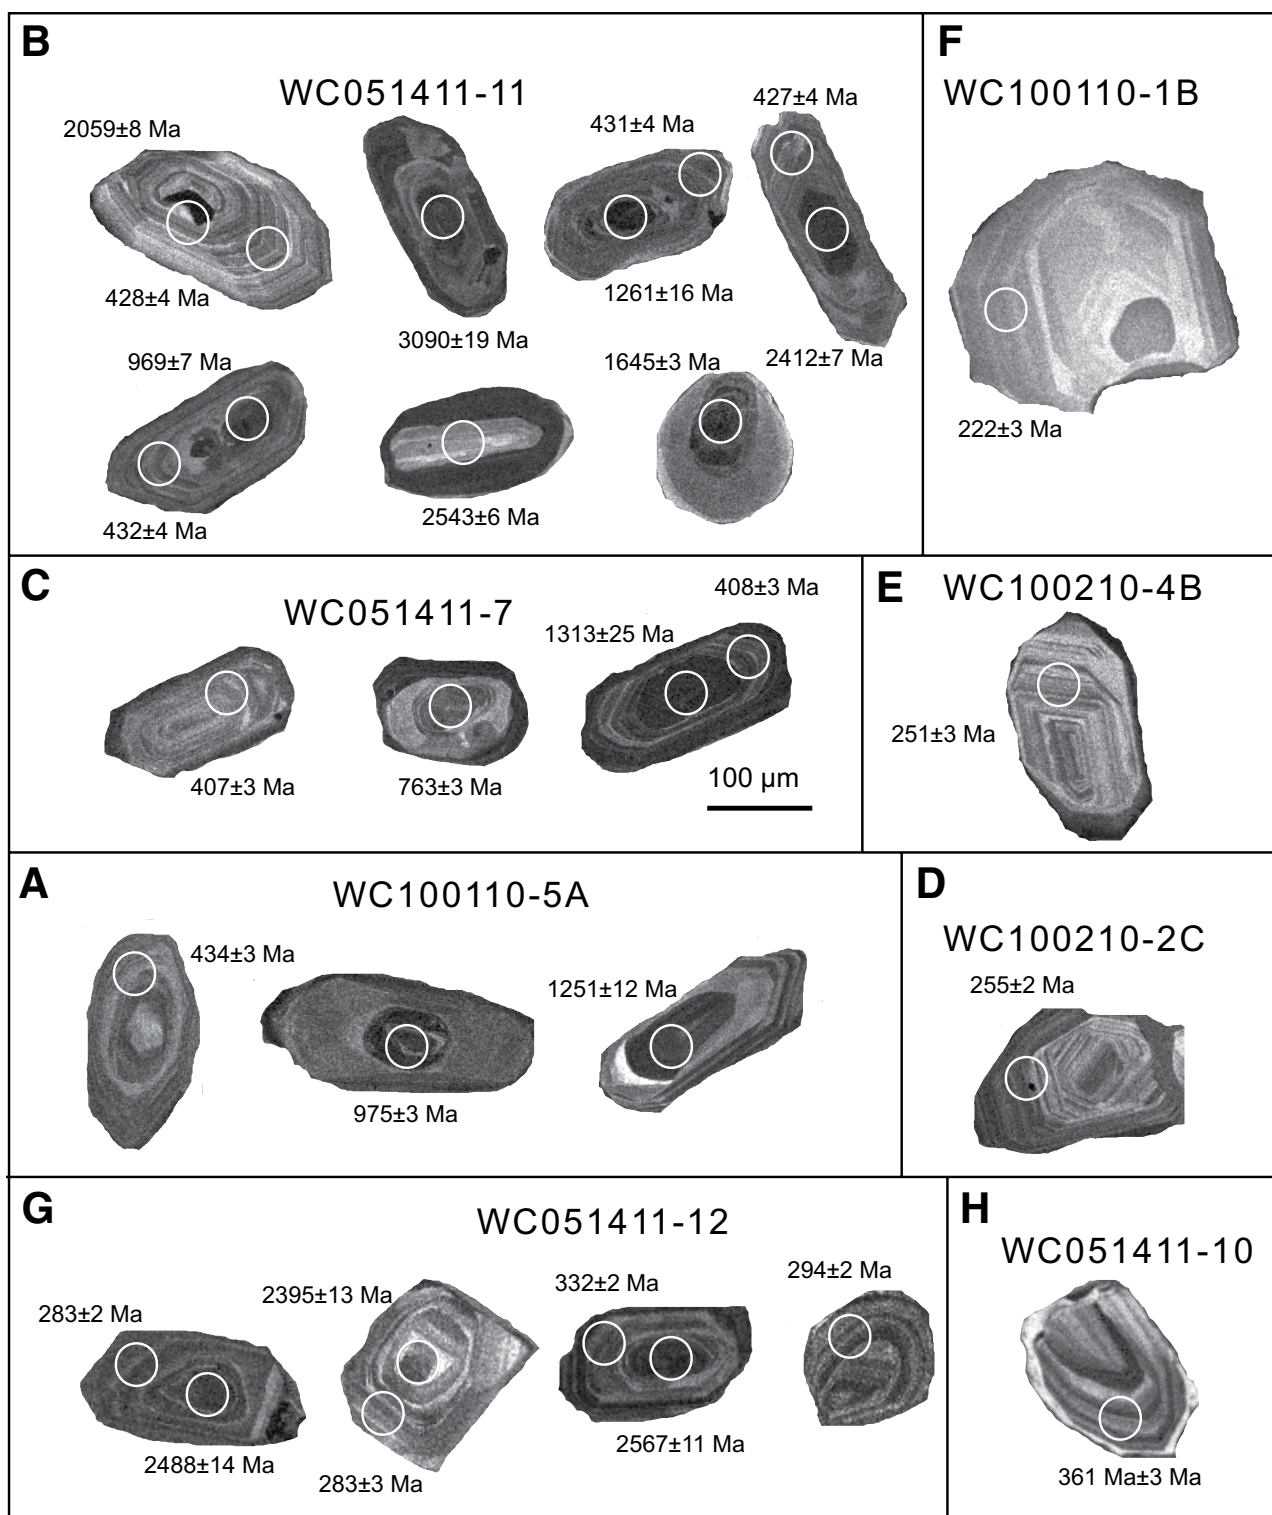 B
WC051411-11
2059±8 Ma
428±4 Ma
3090±19 Ma
431±4 Ma
1261±16 Ma
427±4 Ma
2412±7 Ma
969±7 Ma
432±4 Ma
2543±6 Ma
1645±3 Ma
F
WC100110-1B
222±3 Ma
C
WC051411-7
407±3 Ma
763±3 Ma
1313±25 Ma
408±3 Ma
100 µm
E
WC100210-4B
251±3 Ma
A
WC100110-5A
434±3 Ma
975±3 Ma
1251±12 Ma
D
WC100210-2C
255±2 Ma
G
WC051411-12
283±2 Ma
2488±14 Ma
2395±13 Ma
283±3 Ma
332±2 Ma
2567±11 Ma
294±2 Ma
H
WC051411-10
361 Ma±3 Ma